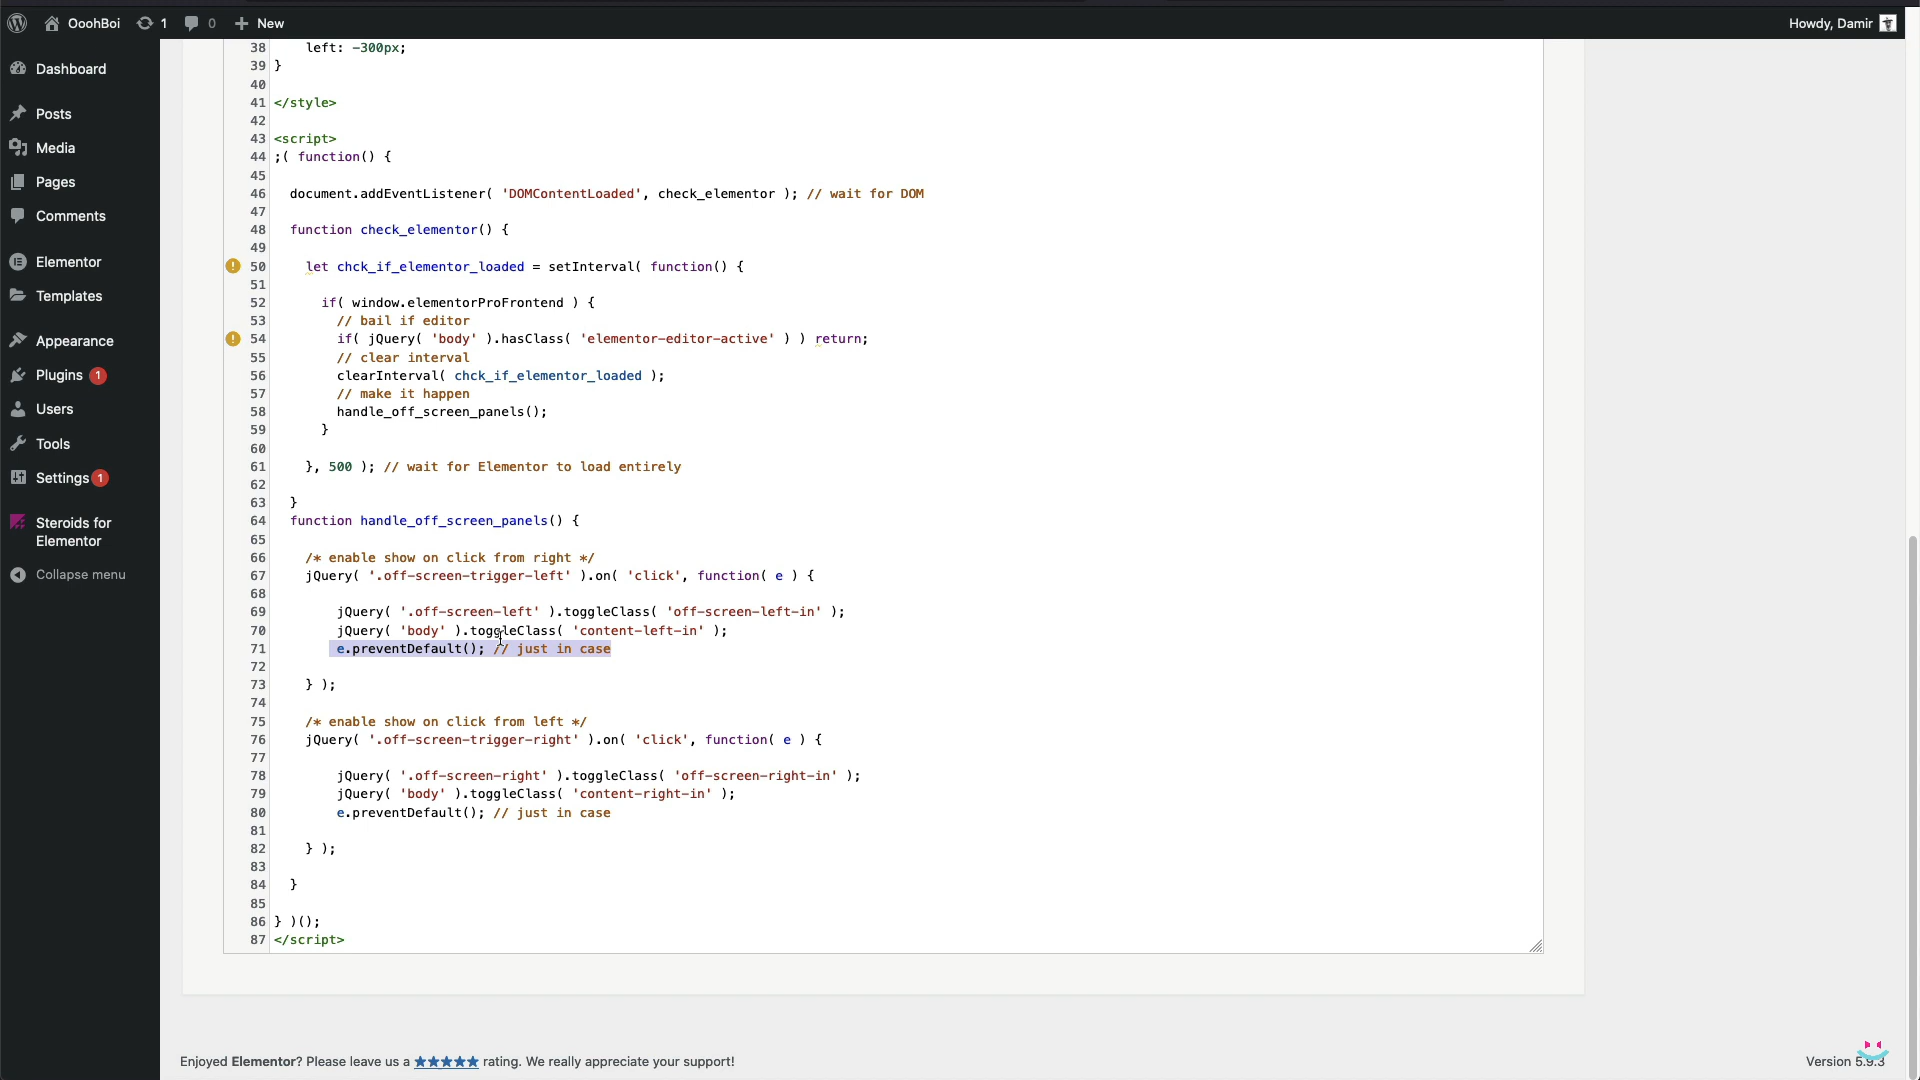 OoohBoi 1 0 New Howdy, Damir
Dashboard
Posts
Media
Pages
Comments
Elementor
Templates
Appearance
Plugins 1
Users
Tools
Settings 1
Steroids for
Elementor
Collapse menu
38 left: -300px;
39 }
40
41 </style>
42
43 <script>
44 ;( function() {
45
46 document.addEventListener( 'DOMContentLoaded', check_elementor ); // wait for DOM
47
48 function check_elementor() {
49
50 let chck_if_elementor_loaded = setInterval( function() {
51
52 if( window.elementorProFrontend ) {
53 // bail if editor
54 if( jQuery( 'body' ).hasClass( 'elementor-editor-active' ) ) return;
55 // clear interval
56 clearInterval( chck_if_elementor_loaded );
57 // make it happen
58 handle_off_screen_panels();
59 }
60
61 }, 500 ); // wait for Elementor to load entirely
62
63 }
64 function handle_off_screen_panels() {
65
66 /* enable show on click from right */
67 jQuery( '.off-screen-trigger-left' ).on( 'click', function( e ) {
68
69 jQuery( '.off-screen-left' ).toggleClass( 'off-screen-left-in' );
70 jQuery( 'body' ).toggleClass( 'content-left-in' );
71 e.preventDefault(); // just in case
72
73 } );
74
75 /* enable show on click from left */
76 jQuery( '.off-screen-trigger-right' ).on( 'click', function( e ) {
77
78 jQuery( '.off-screen-right' ).toggleClass( 'off-screen-right-in' );
79 jQuery( 'body' ).toggleClass( 'content-right-in' );
80 e.preventDefault(); // just in case
81
82 } );
83
84 }
85
86 } )();
87 </script>
Enjoyed Elementor? Please leave us a ★★★★★ rating. We really appreciate your support!
Version 5.9.3